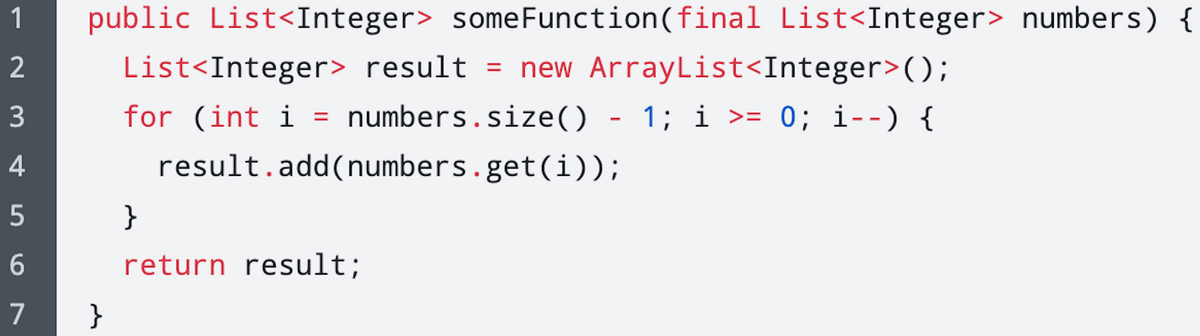 1 public List<Integer> someFunction(final List<Integer> numbers) {
2 List<Integer> result = new ArrayList<Integer>();
3 for (int i = numbers.size() - 1; i >= 0; i--) {
4 result.add(numbers.get(i));
5 }
6 return result;
7 }